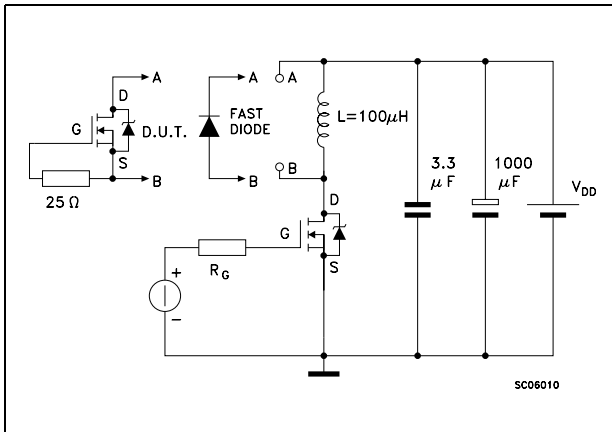 A
D
G
D.U.T.
S
B
25 Ω
A
FAST
DIODE
B
A
B
L=100μH
D
G
S
R_G
+
−
3.3
μF
1000
μF
V_DD
SC06010